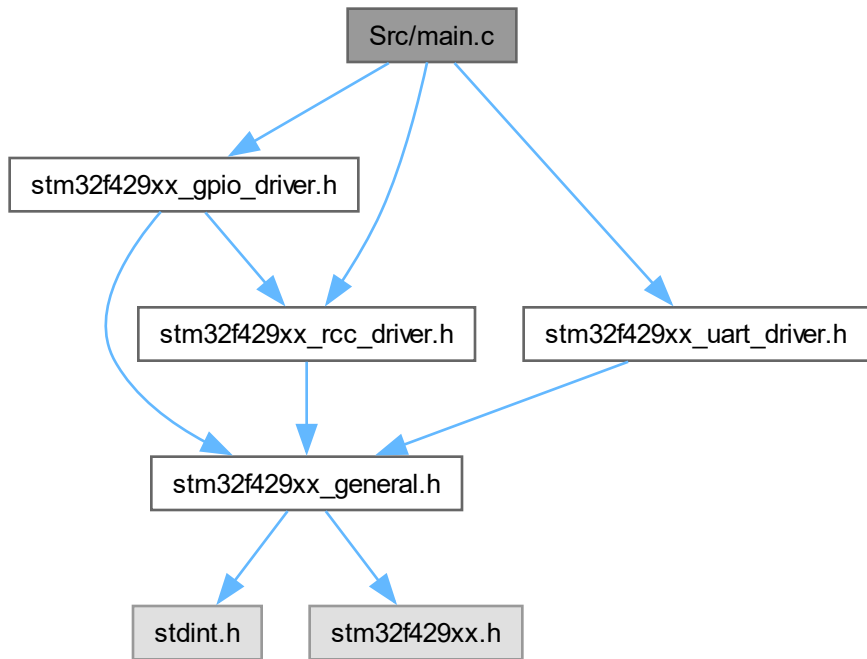 Src/main.c
stm32f429xx_gpio_driver.h
stm32f429xx_rcc_driver.h
stm32f429xx_uart_driver.h
stm32f429xx_general.h
stdint.h
stm32f429xx.h